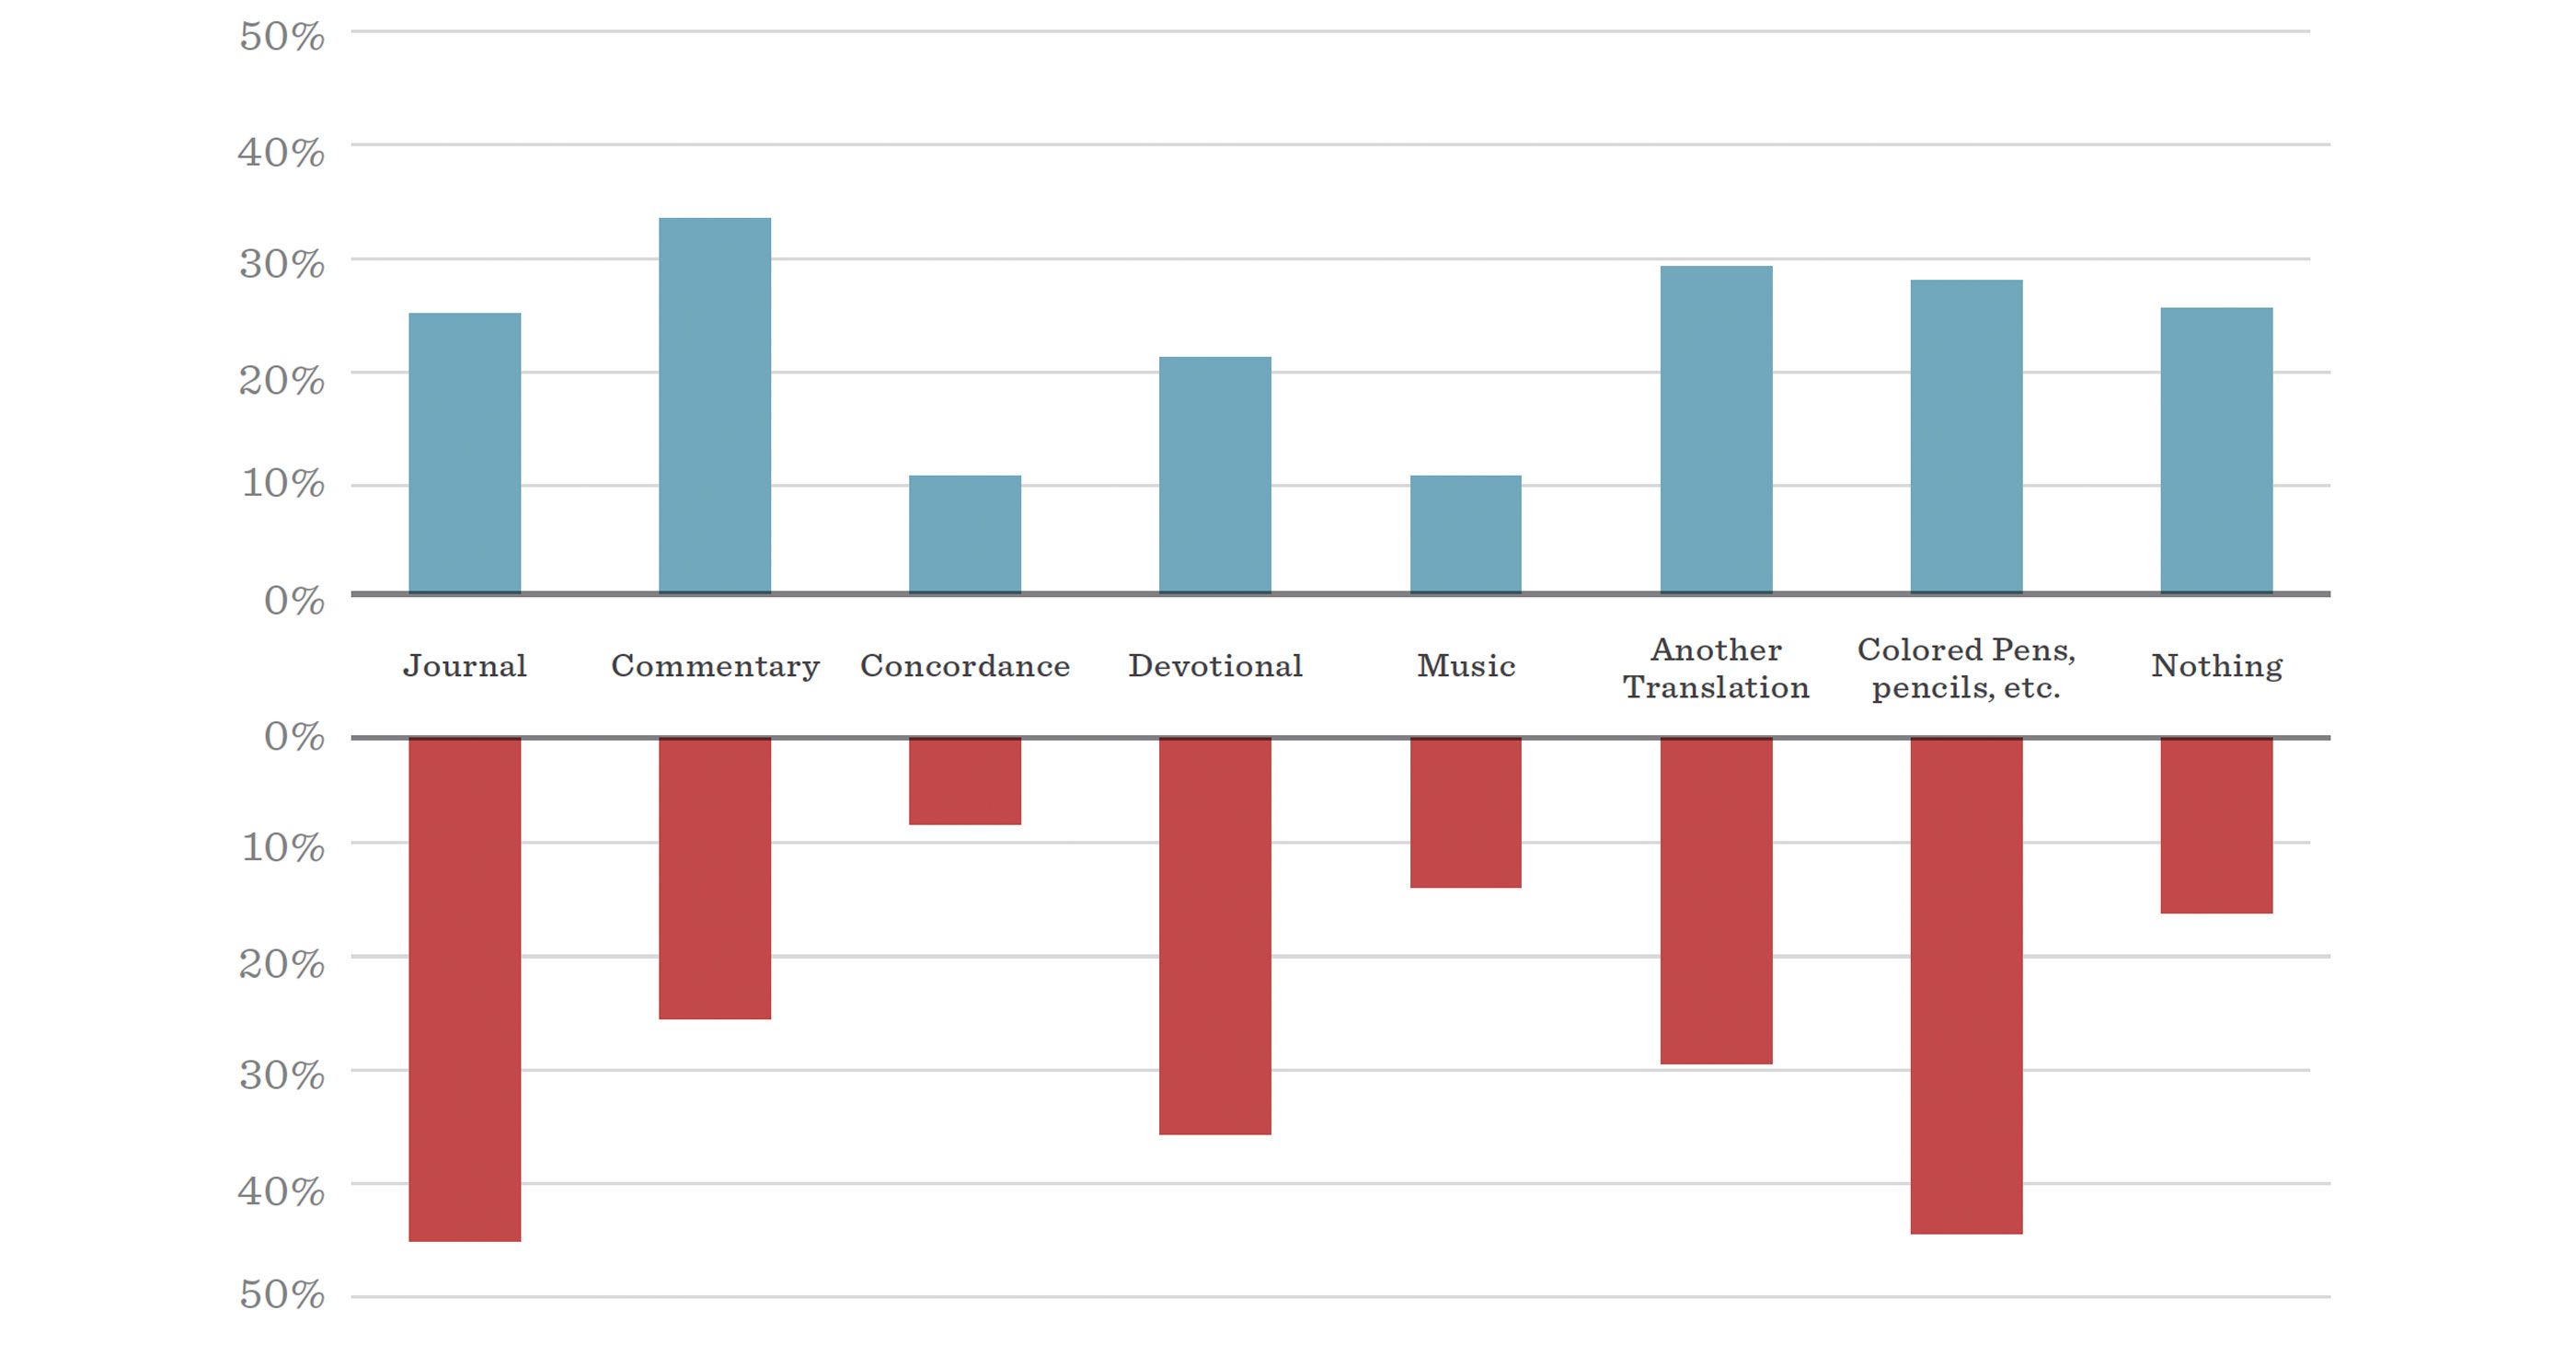 50%
40%
30%
20%
10%
0%
Journal
Commentary
Concordance
Devotional
Music
Another
Translation
Colored Pens,
pencils, etc.
Nothing
0%
10%
20%
30%
40%
50%